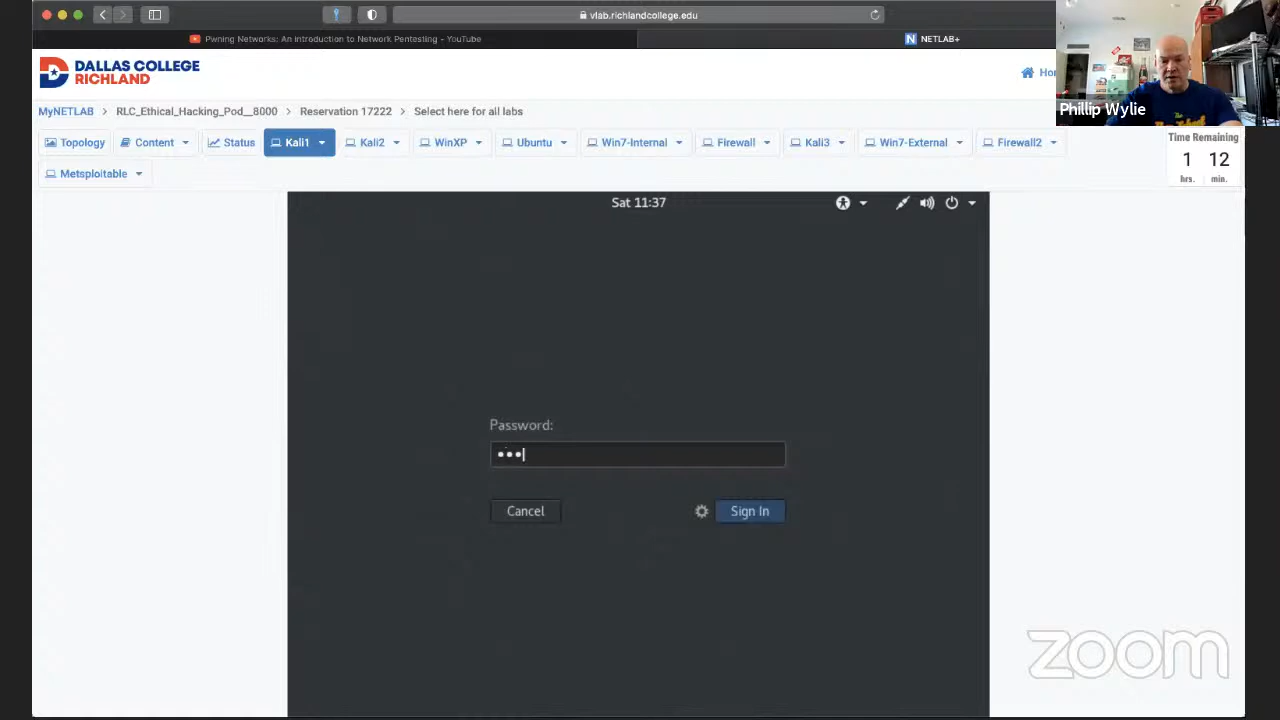 vlab.richlandcollege.edu
Pwning Networks: An Introduction to Network Pentesting - YouTube
NETLAB+
DALLAS COLLEGE
RICHLAND
Phillip Wylie
MyNETLAB > RLC_Ethical_Hacking_Pod__8000 > Reservation 17222 > Select here for all labs
Topology Content Status Kali1 Kali2 WinXP Ubuntu Win7-Internal Firewall Kali3 Win7-External Firewall2
Metsploitable
Time Remaining
1 12
hrs. min.
Sat 11:37
Password:
Cancel Sign In
zoom